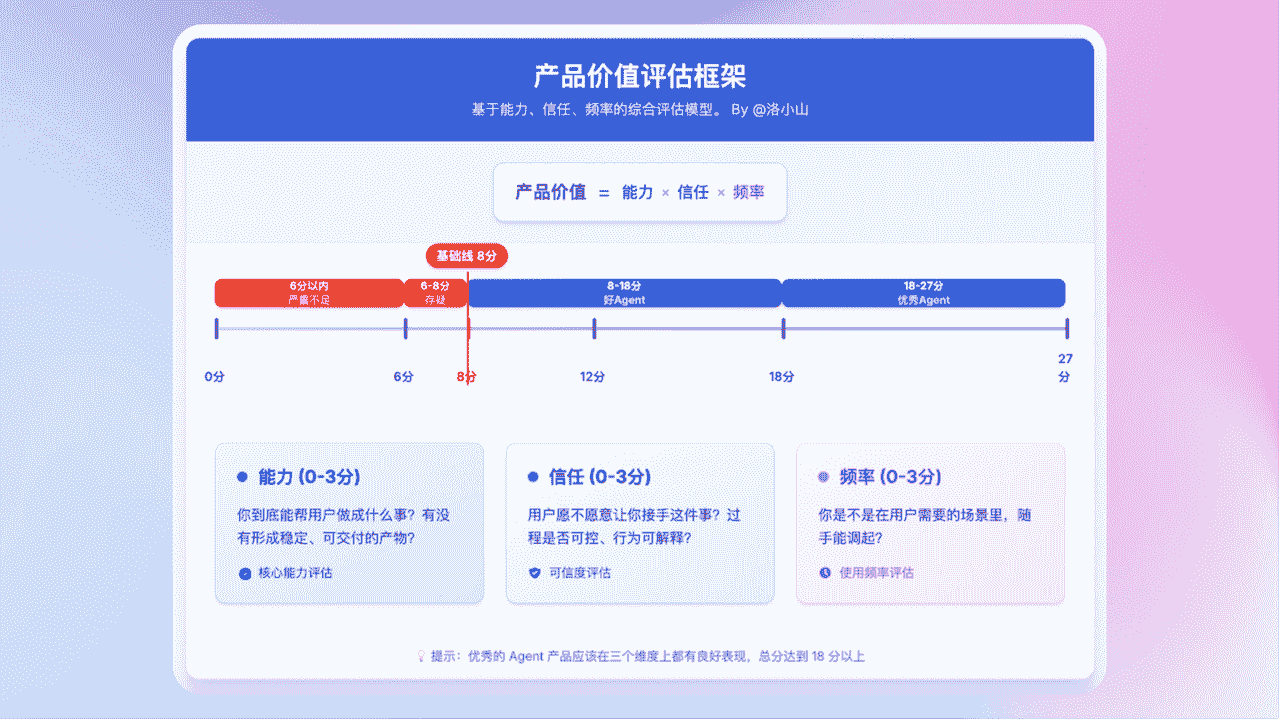 产品价值评估框架
基于能力、信任、频率的综合评估模型。 By @洛小山
产品价值 = 能力 × 信任 × 频率
基础线 8分
6分以内
严重不足
6-8分
存疑
8-18分
好Agent
18-27分
优秀Agent
0分
6分
8分
12分
18分
27
分
能力 (0-3分)
你到底能帮用户做成什么事？有没
有形成稳定、可交付的产物?
核心能力评估
信任 (0-3分)
用户愿不愿意让你接手这件事？过
程是否可控、行为可解释?
可信度评估
频率 (0-3分)
你是不是在用户需要的场景里，随
手能调起?
使用频率评估
提示：优秀的 Agent 产品应该在三个维度上都有良好表现，总分达到 18 分以上